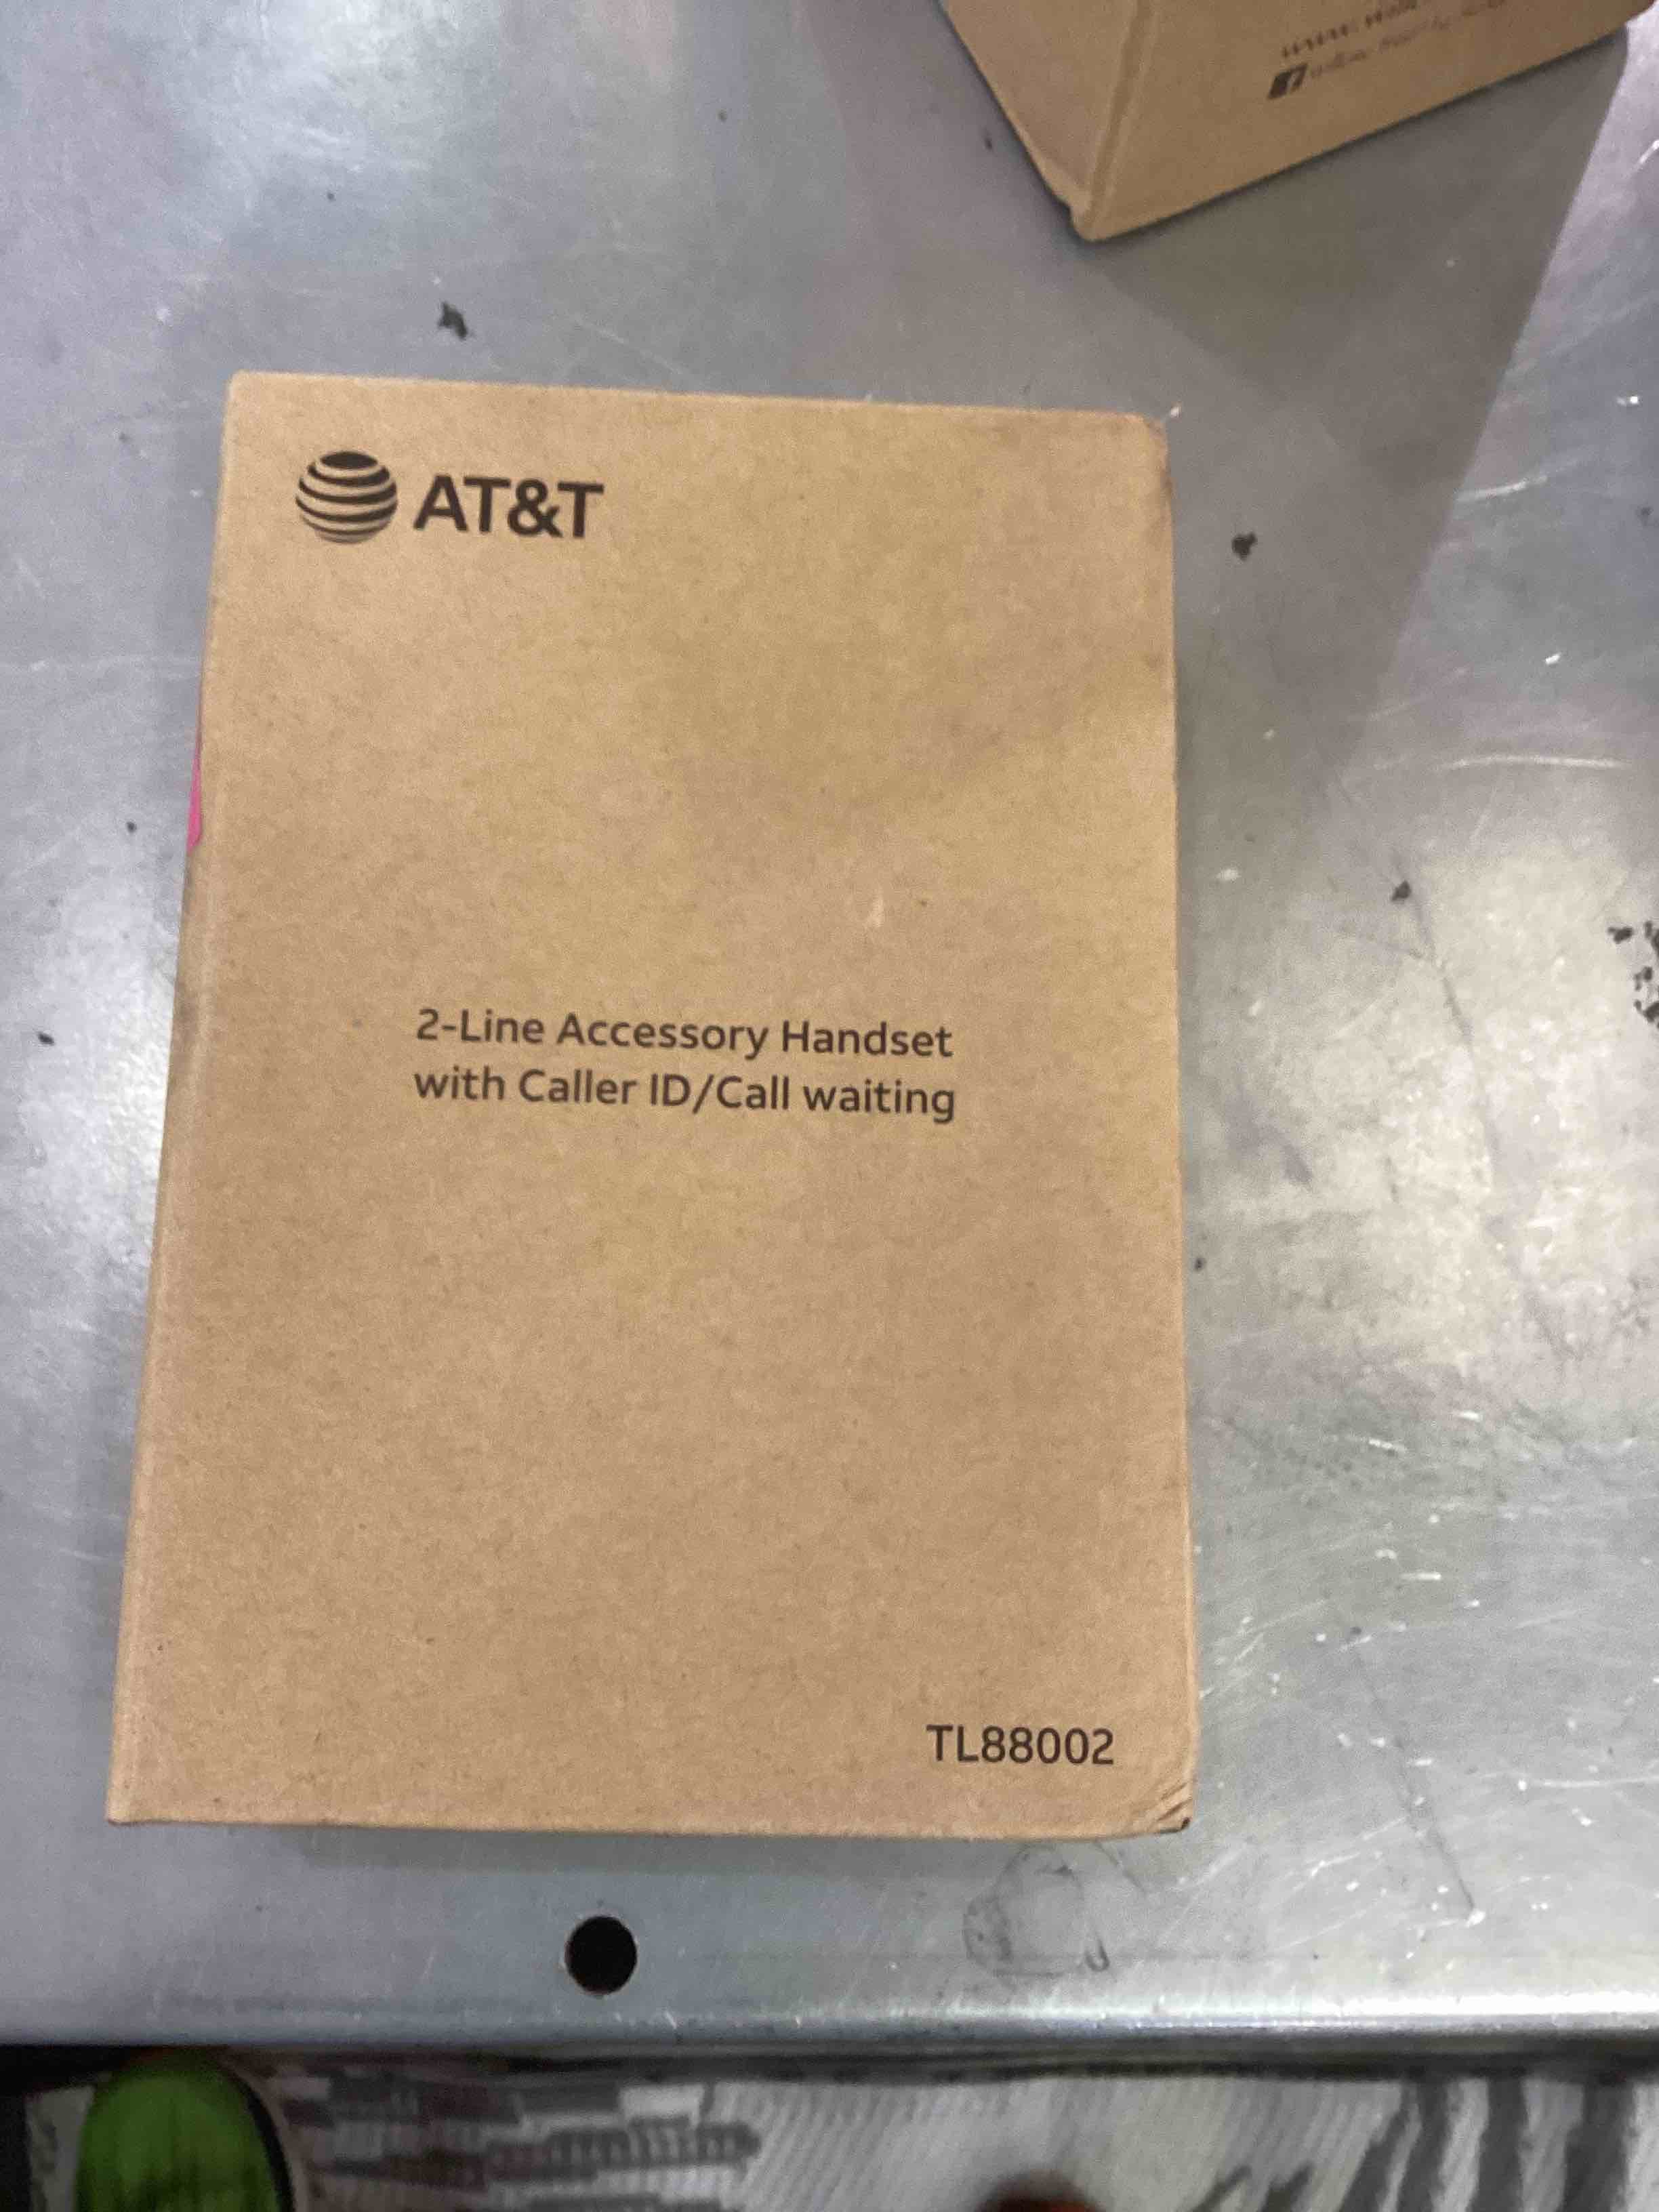 AT&T
2-Line Accessory Handset
with Caller ID/Call waiting
TL88002